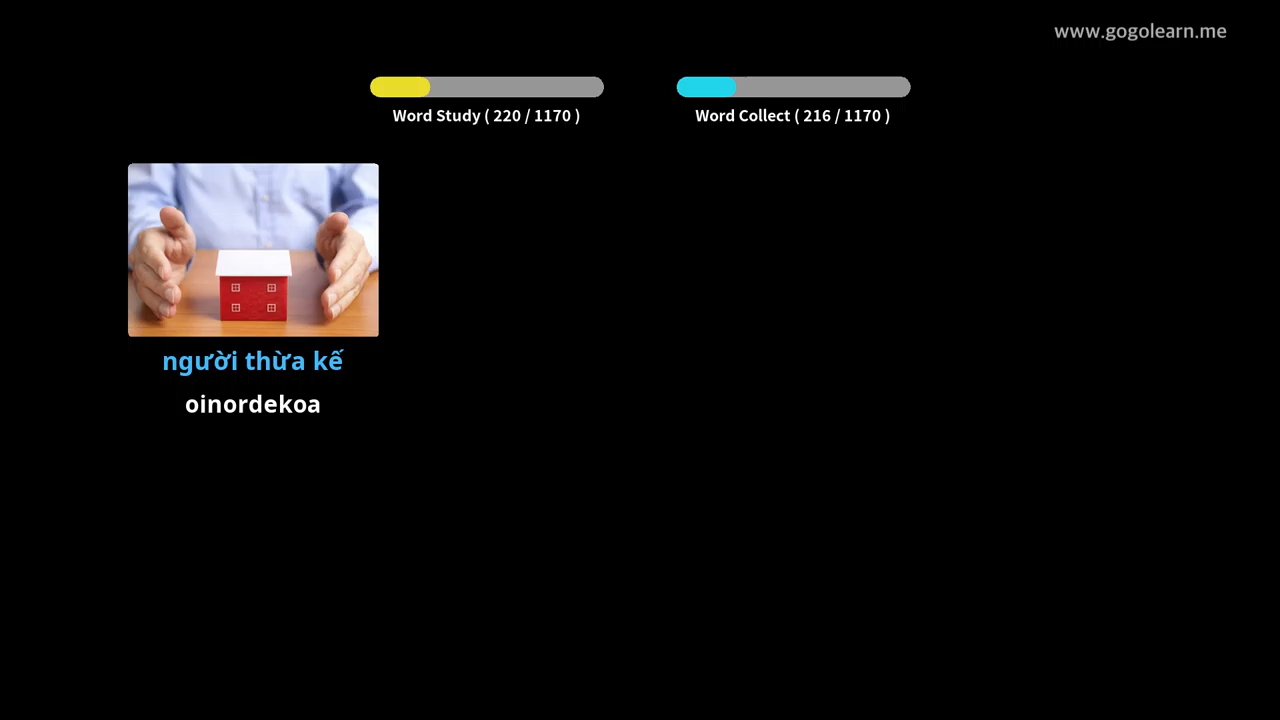 www.gogolearn.me
Word Study ( 220 / 1170 )
Word Collect ( 216 / 1170 )
người thừa kế
oinordekoa